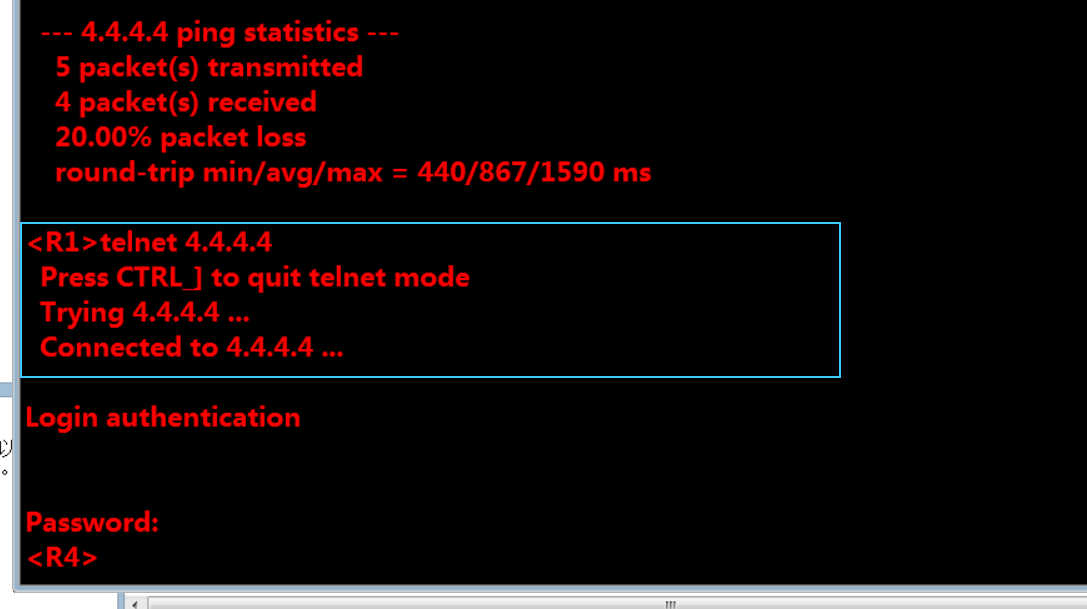 --- 4.4.4.4 ping statistics ---
5 packet(s) transmitted
4 packet(s) received
20.00% packet loss
round-trip min/avg/max = 440/867/1590 ms
<R1>telnet 4.4.4.4
Press CTRL_] to quit telnet mode
Trying 4.4.4.4 ...
Connected to 4.4.4.4 ...
Login authentication
以
。
Password:
<R4>